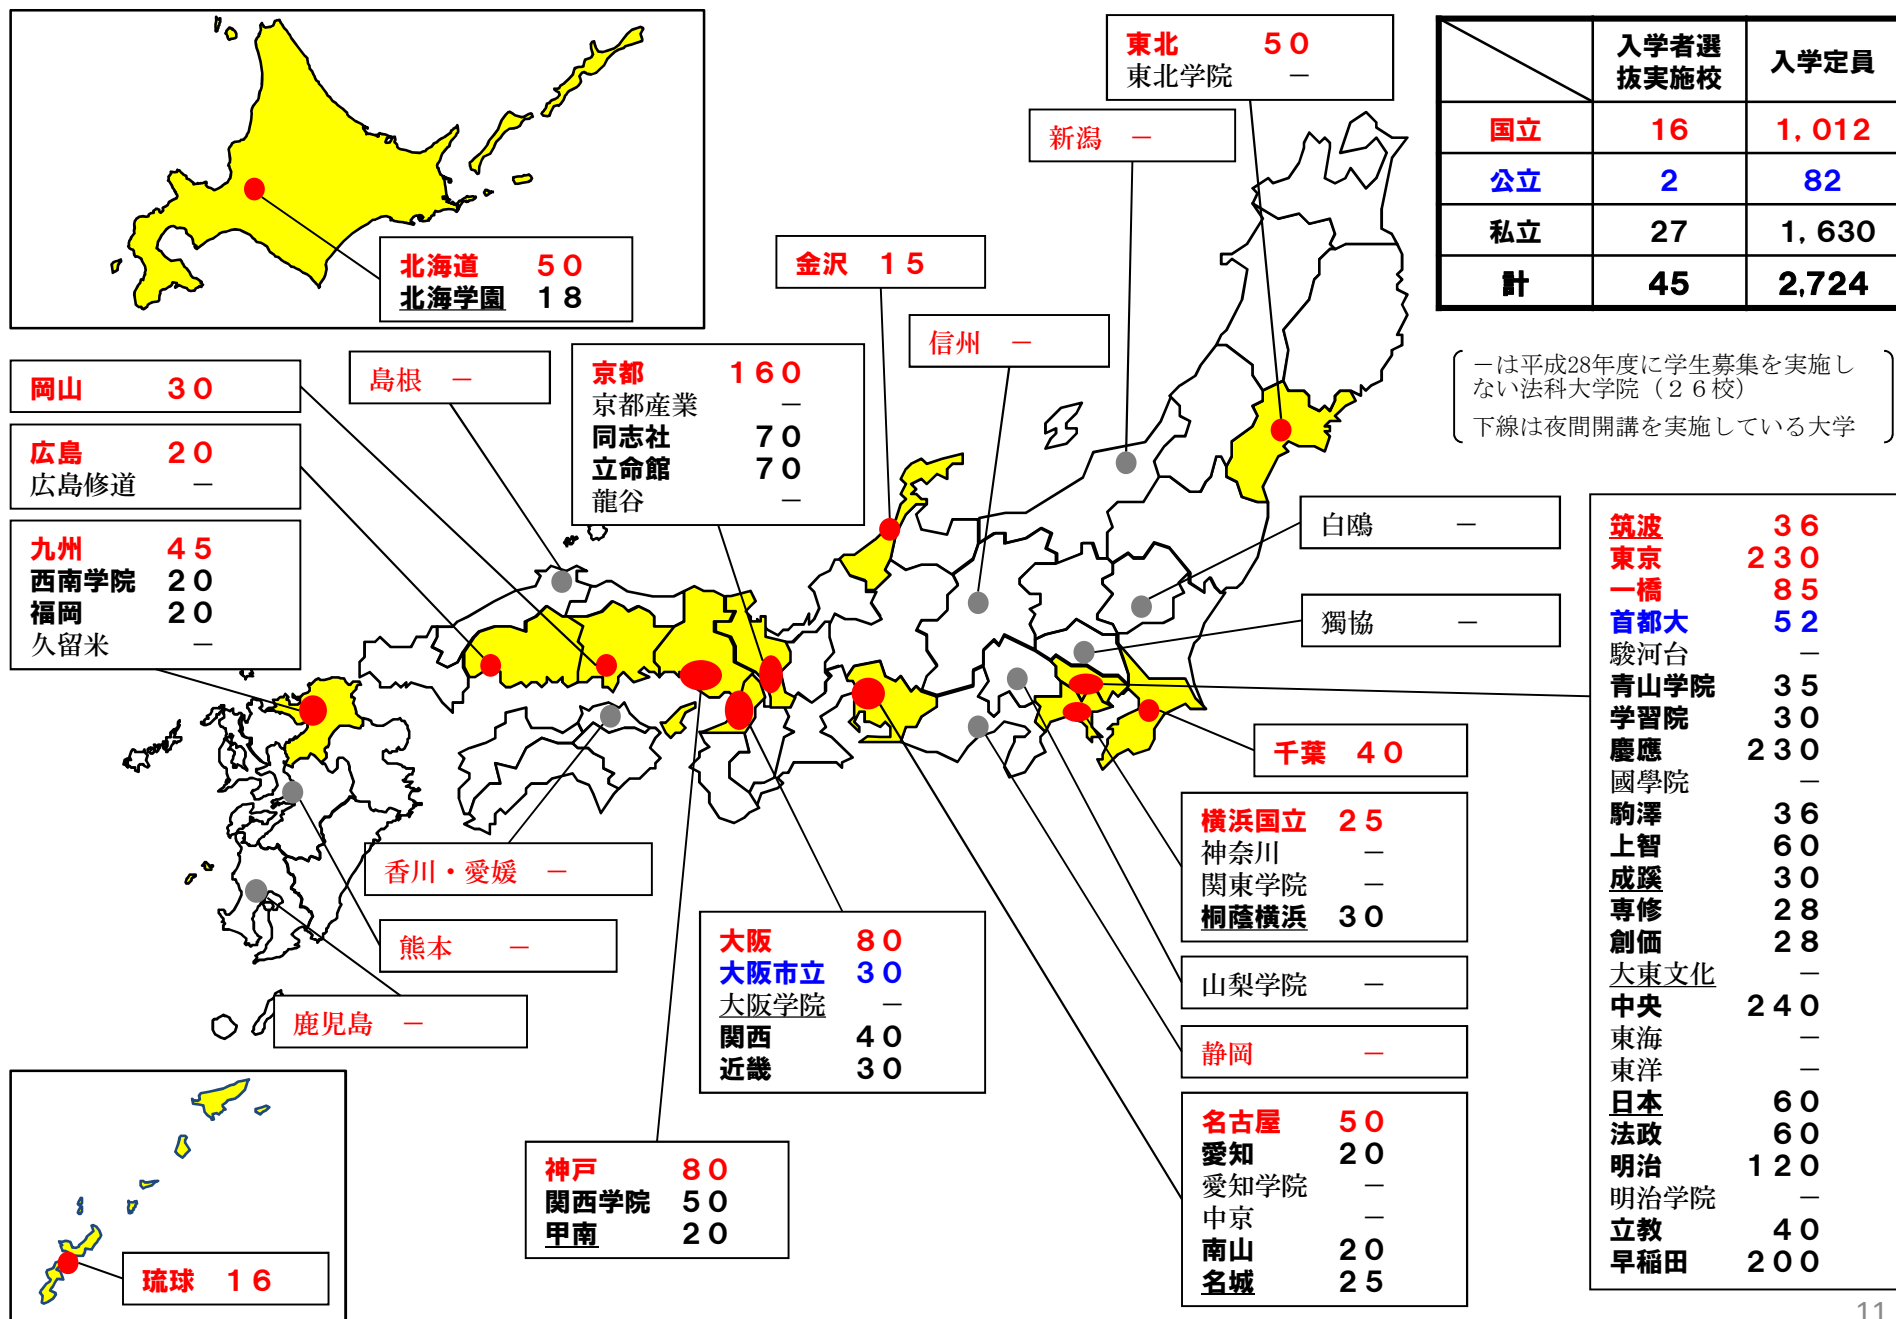 東北 50
東北学院 －
新潟 －
入学者選抜実施校 入学定員
国立 16 1,012
公立 2 82
私立 27 1,630
計 45 2,724
－は平成28年度に学生募集を実施し
ない法科大学院（２６校）
下線は夜間開講を実施している大学
北海道 50
北海学園 18
金沢 15
信州 －
岡山 30
島根 －
京都 160
京都産業 －
同志社 70
立命館 70
龍谷 －
広島 20
広島修道 －
九州 45
西南学院 20
福岡 20
久留米 －
白鴎 －
獨協 －
筑波 36
東京 230
一橋 85
首都大 52
駿河台 －
青山学院 35
学習院 30
慶應 230
國學院 －
駒澤 36
上智 60
成蹊 30
専修 28
創価 28
大東文化 －
中央 240
東海 －
東洋 －
日本 60
法政 60
明治 120
明治学院 －
立教 40
早稲田 200
千葉 40
横浜国立 25
神奈川 －
関東学院 －
桐蔭横浜 30
香川・愛媛 －
熊本 －
鹿児島 －
大阪 80
大阪市立 30
大阪学院 －
関西 40
近畿 30
山梨学院 －
静岡 －
名古屋 50
愛知 20
愛知学院 －
中京 －
南山 20
名城 25
神戸 80
関西学院 50
甲南 20
琉球 16
11